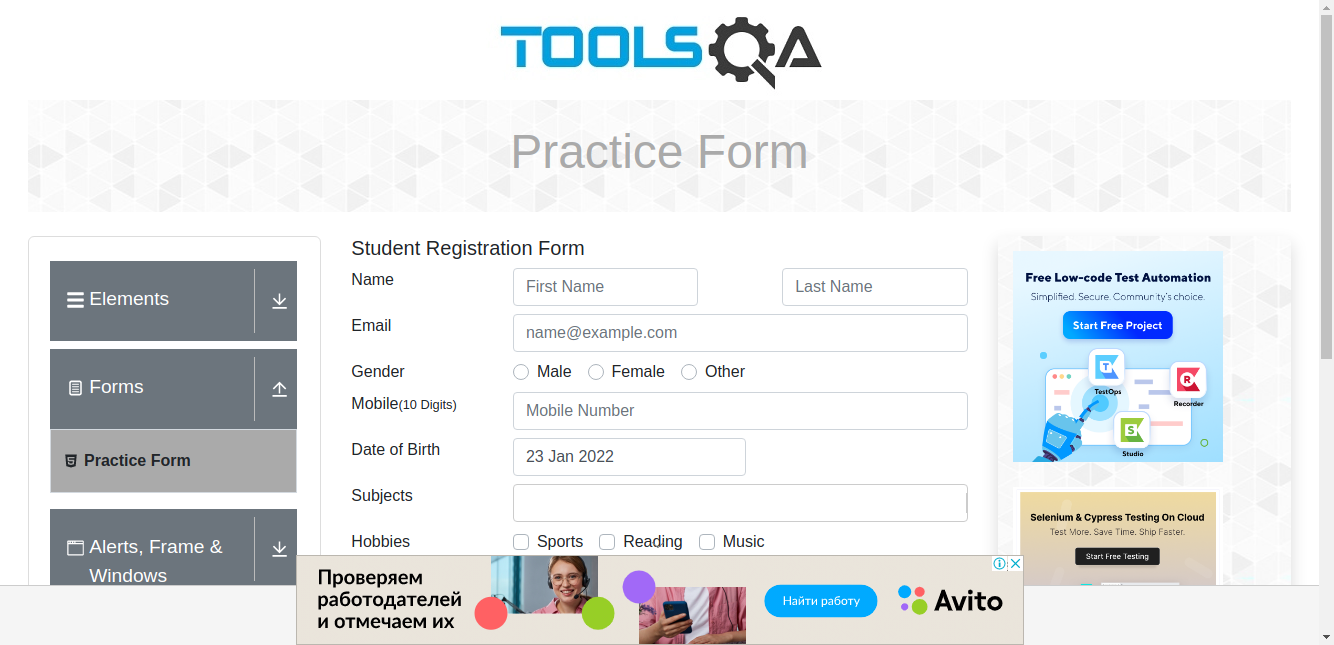 TOOLSQA
Practice Form
Elements
Forms
Practice Form
Alerts, Frame &
Windows
Student Registration Form
Name
First Name
Last Name
Email
name@example.com
Gender
Male
Female
Other
Mobile(10 Digits)
Mobile Number
Date of Birth
23 Jan 2022
Subjects
Hobbies
Sports
Reading
Music
Free Low-code Test Automation
Simplified. Secure. Community's choice.
Start Free Project
TestOps
Recorder
Studio
Selenium & Cypress Testing On Cloud
Test More. Save Time. Ship Faster.
Start Free Testing
Проверяем
работодателей
и отмечаем их
Найти работу
Avito